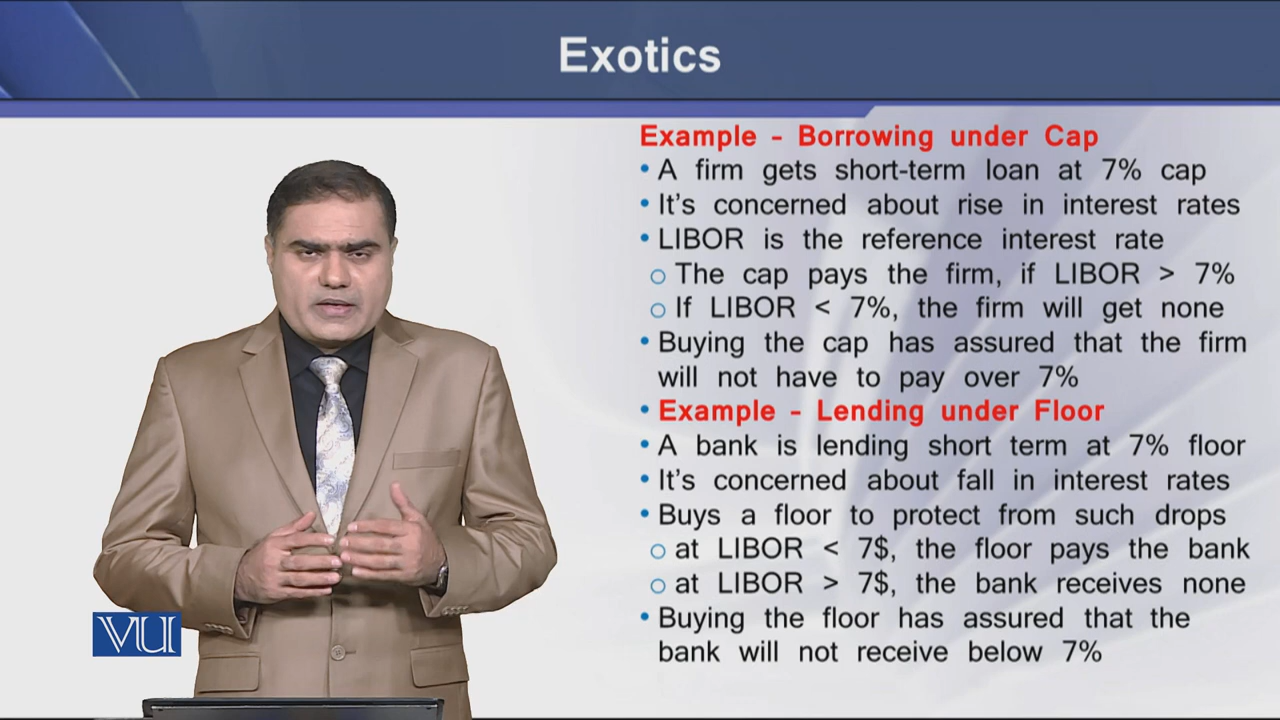 Exotics
Example - Borrowing under Cap
• A firm gets short-term loan at 7% cap
• It's concerned about rise in interest rates
• LIBOR is the reference interest rate
o The cap pays the firm, if LIBOR > 7%
o If LIBOR < 7%, the firm will get none
• Buying the cap has assured that the firm
will not have to pay over 7%
• Example - Lending under Floor
• A bank is lending short term at 7% floor
• It's concerned about fall in interest rates
• Buys a floor to protect from such drops
o at LIBOR < 7$, the floor pays the bank
o at LIBOR > 7$, the bank receives none
• Buying the floor has assured that the
bank will not receive below 7%
VU